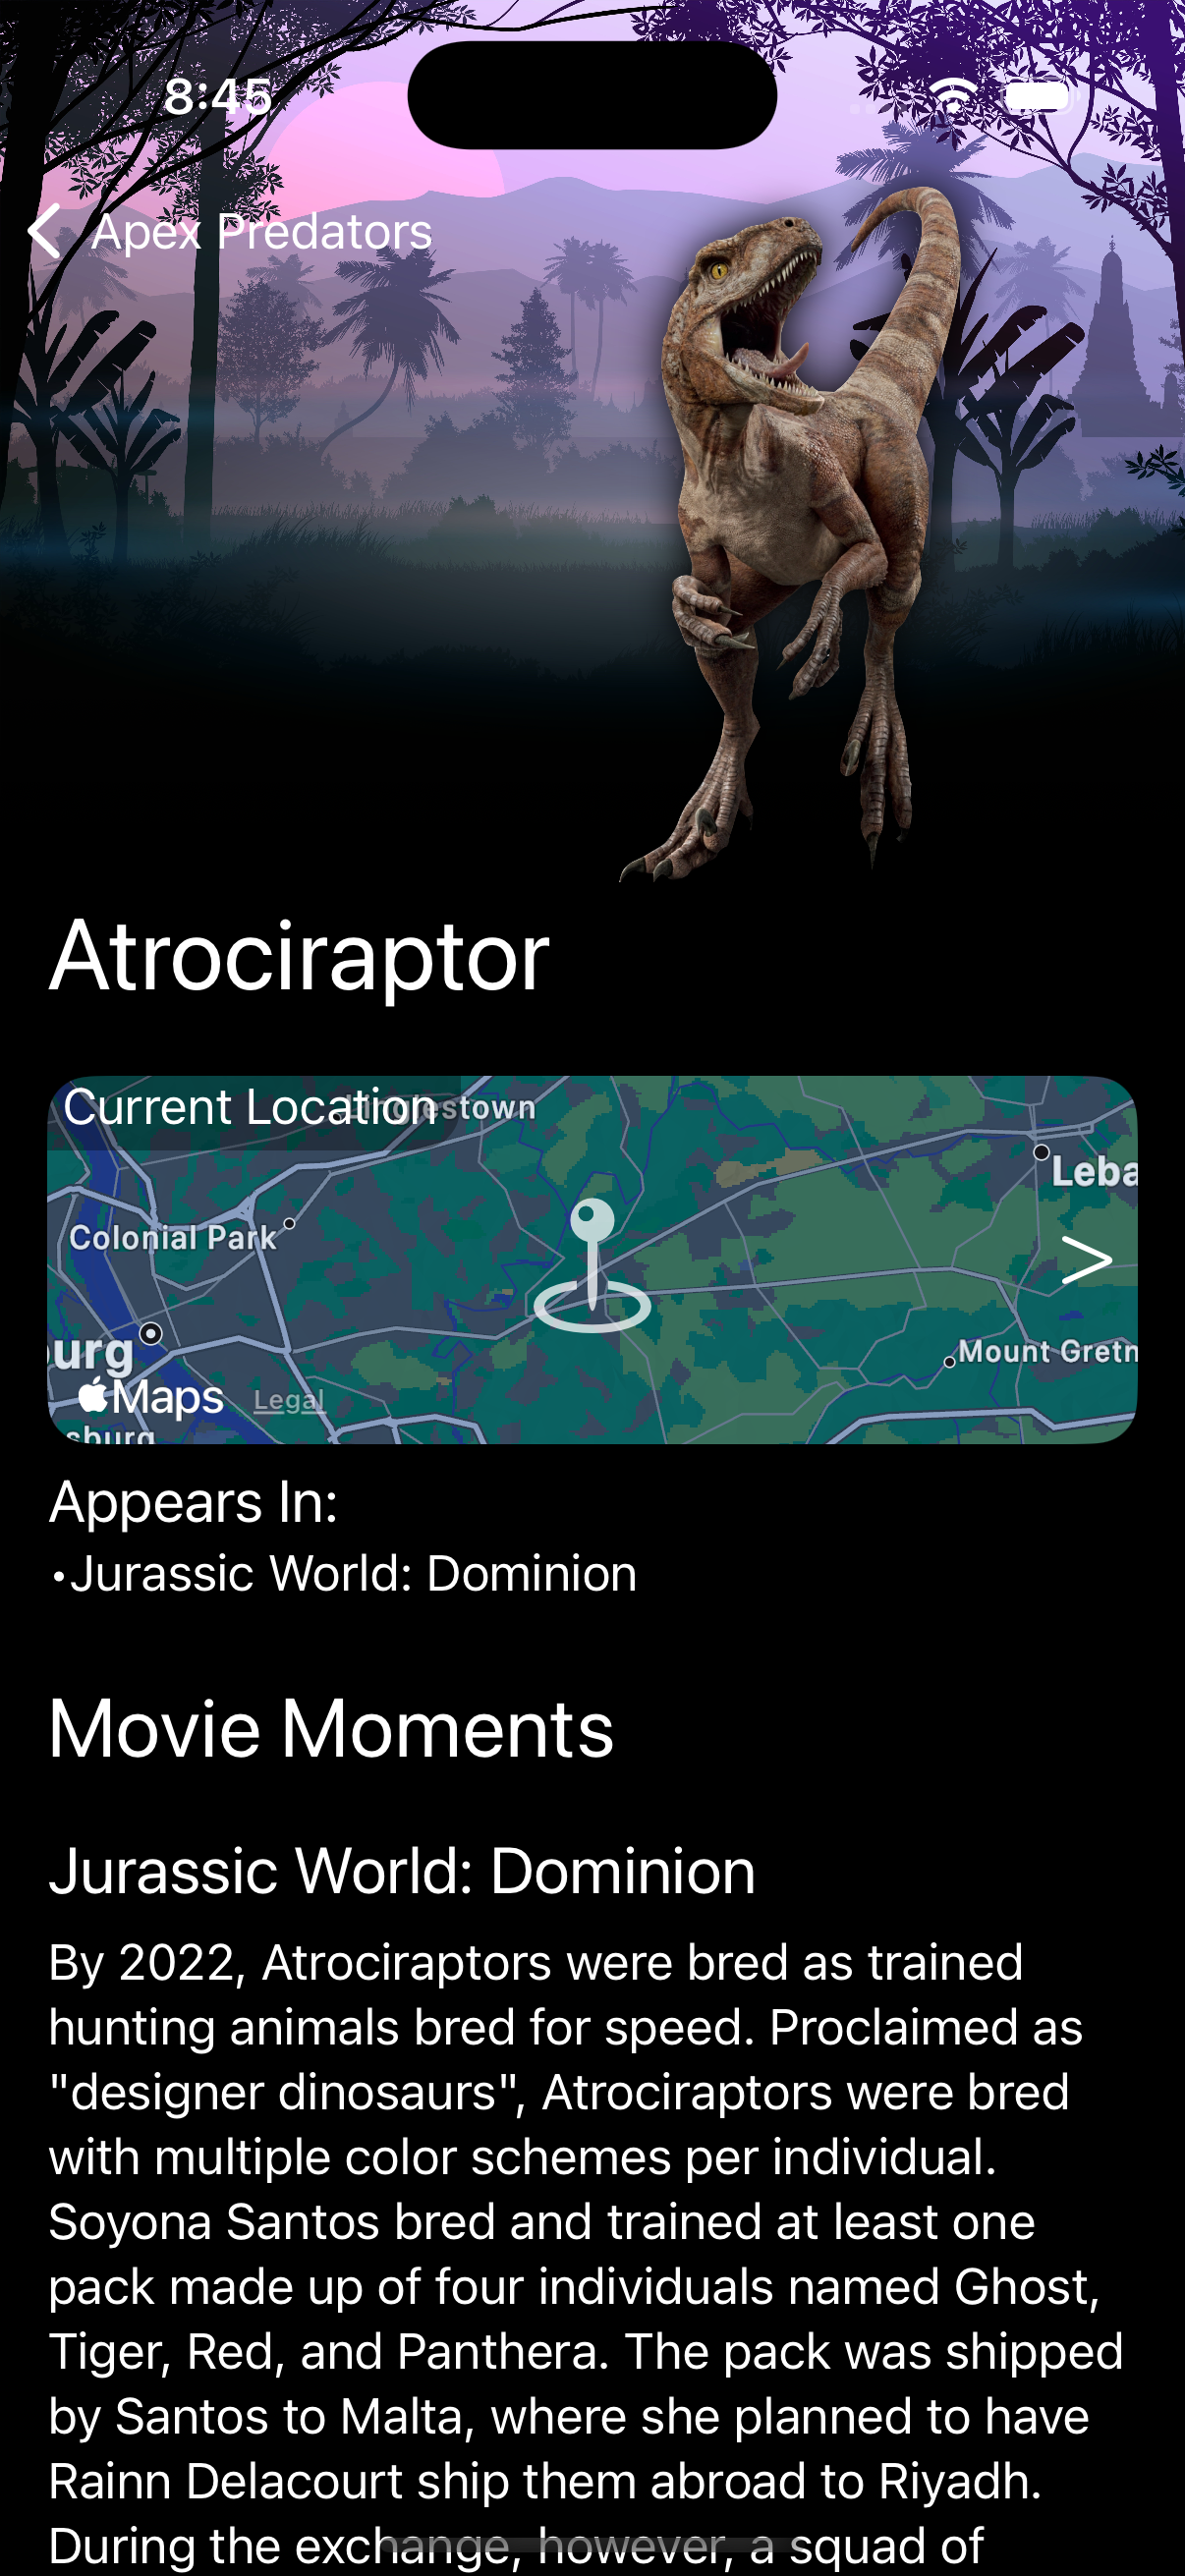 8:45
Apex Predators
Atrociraptor
Current Location
stown
Leba
Colonial Park
burg
Mount Gretn
Maps Legal
sburg
Appears In:
•Jurassic World: Dominion
Movie Moments
Jurassic World: Dominion
By 2022, Atrociraptors were bred as trained
hunting animals bred for speed. Proclaimed as
"designer dinosaurs", Atrociraptors were bred
with multiple color schemes per individual.
Soyona Santos bred and trained at least one
pack made up of four individuals named Ghost,
Tiger, Red, and Panthera. The pack was shipped
by Santos to Malta, where she planned to have
Rainn Delacourt ship them abroad to Riyadh.
During the exchange, however, a squad of